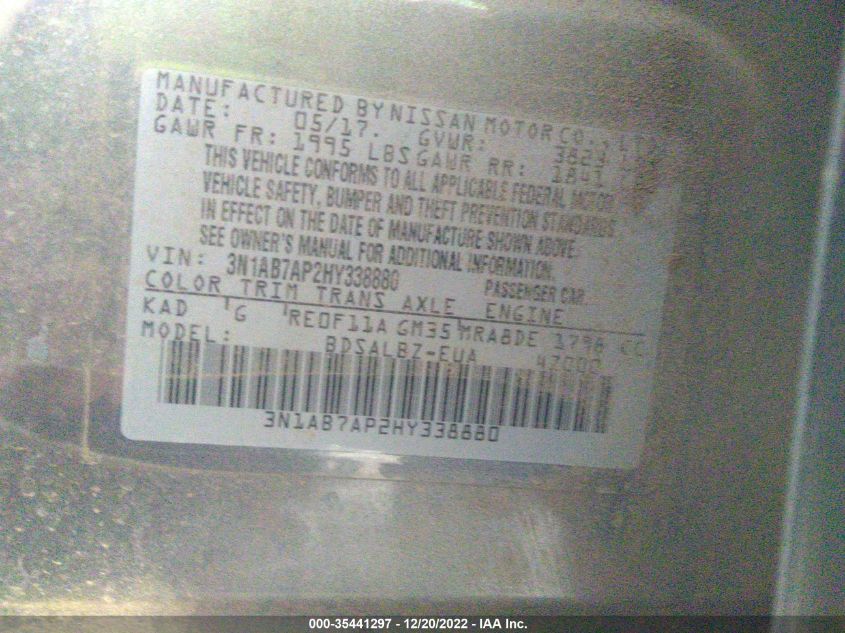 MANUFACTURED BY NISSAN MOTOR CO., LTD.
DATE: 05/17. GVWR: 3823
GAWR FR: 1995 LBS GAWR RR: 1841
THIS VEHICLE CONFORMS TO ALL APPLICABLE FEDERAL MOTOR
VEHICLE SAFETY, BUMPER AND THEFT PREVENTION STANDARDS
IN EFFECT ON THE DATE OF MANUFACTURE SHOWN ABOVE.
SEE OWNER'S MANUAL FOR ADDITIONAL INFORMATION.
VIN: 3N1AB7AP2HY338880 PASSENGER CAR
COLOR TRIM TRANS AXLE ENGINE
KAD G RE0F11A GM35 MRA8DE 1798 CC
MODEL: BDSALBZ-EUA 47000
3N1AB7AP2HY338880
000-35441297 - 12/20/2022 - IAA Inc.